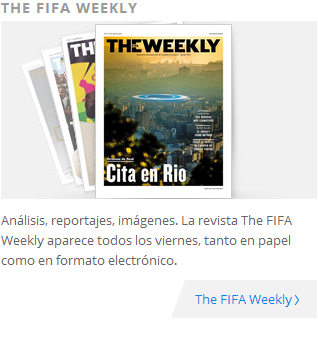 THE FIFA WEEKLY
THE WEEKLY
Cita en Rio
Análisis, reportajes, imágenes. La revista The FIFA
Weekly aparece todos los viernes, tanto en papel
como en formato electrónico.
The FIFA Weekly